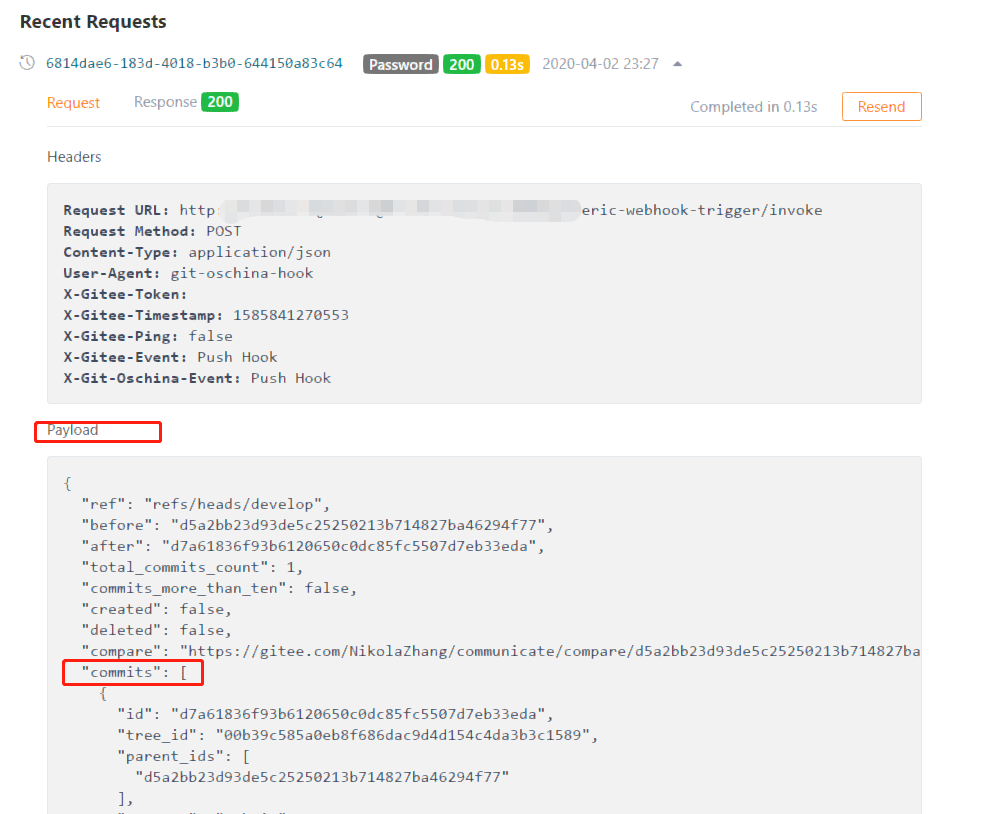 Recent Requests
6814dae6-183d-4018-b3b0-644150a83c64 Password 200 0.13s 2020-04-02 23:27
Request Response 200 Completed in 0.13s Resend
Headers
Request URL: http eric-webhook-trigger/invoke
Request Method: POST
Content-Type: application/json
User-Agent: git-oschina-hook
X-Gitee-Token:
X-Gitee-Timestamp: 1585841270553
X-Gitee-Ping: false
X-Gitee-Event: Push Hook
X-Git-Oschina-Event: Push Hook
Payload
{
"ref": "refs/heads/develop",
"before": "d5a2bb23d93de5c25250213b714827ba46294f77",
"after": "d7a61836f93b6120650c0dc85fc5507d7eb33eda",
"total_commits_count": 1,
"commits_more_than_ten": false,
"created": false,
"deleted": false,
"compare": "https://gitee.com/NikolaZhang/communicate/compare/d5a2bb23d93de5c25250213b714827ba
"commits": [
{
"id": "d7a61836f93b6120650c0dc85fc5507d7eb33eda",
"tree_id": "00b39c585a0eb8f686dac9d4d154c4da3b3c1589",
"parent_ids": [
"d5a2bb23d93de5c25250213b714827ba46294f77"
],